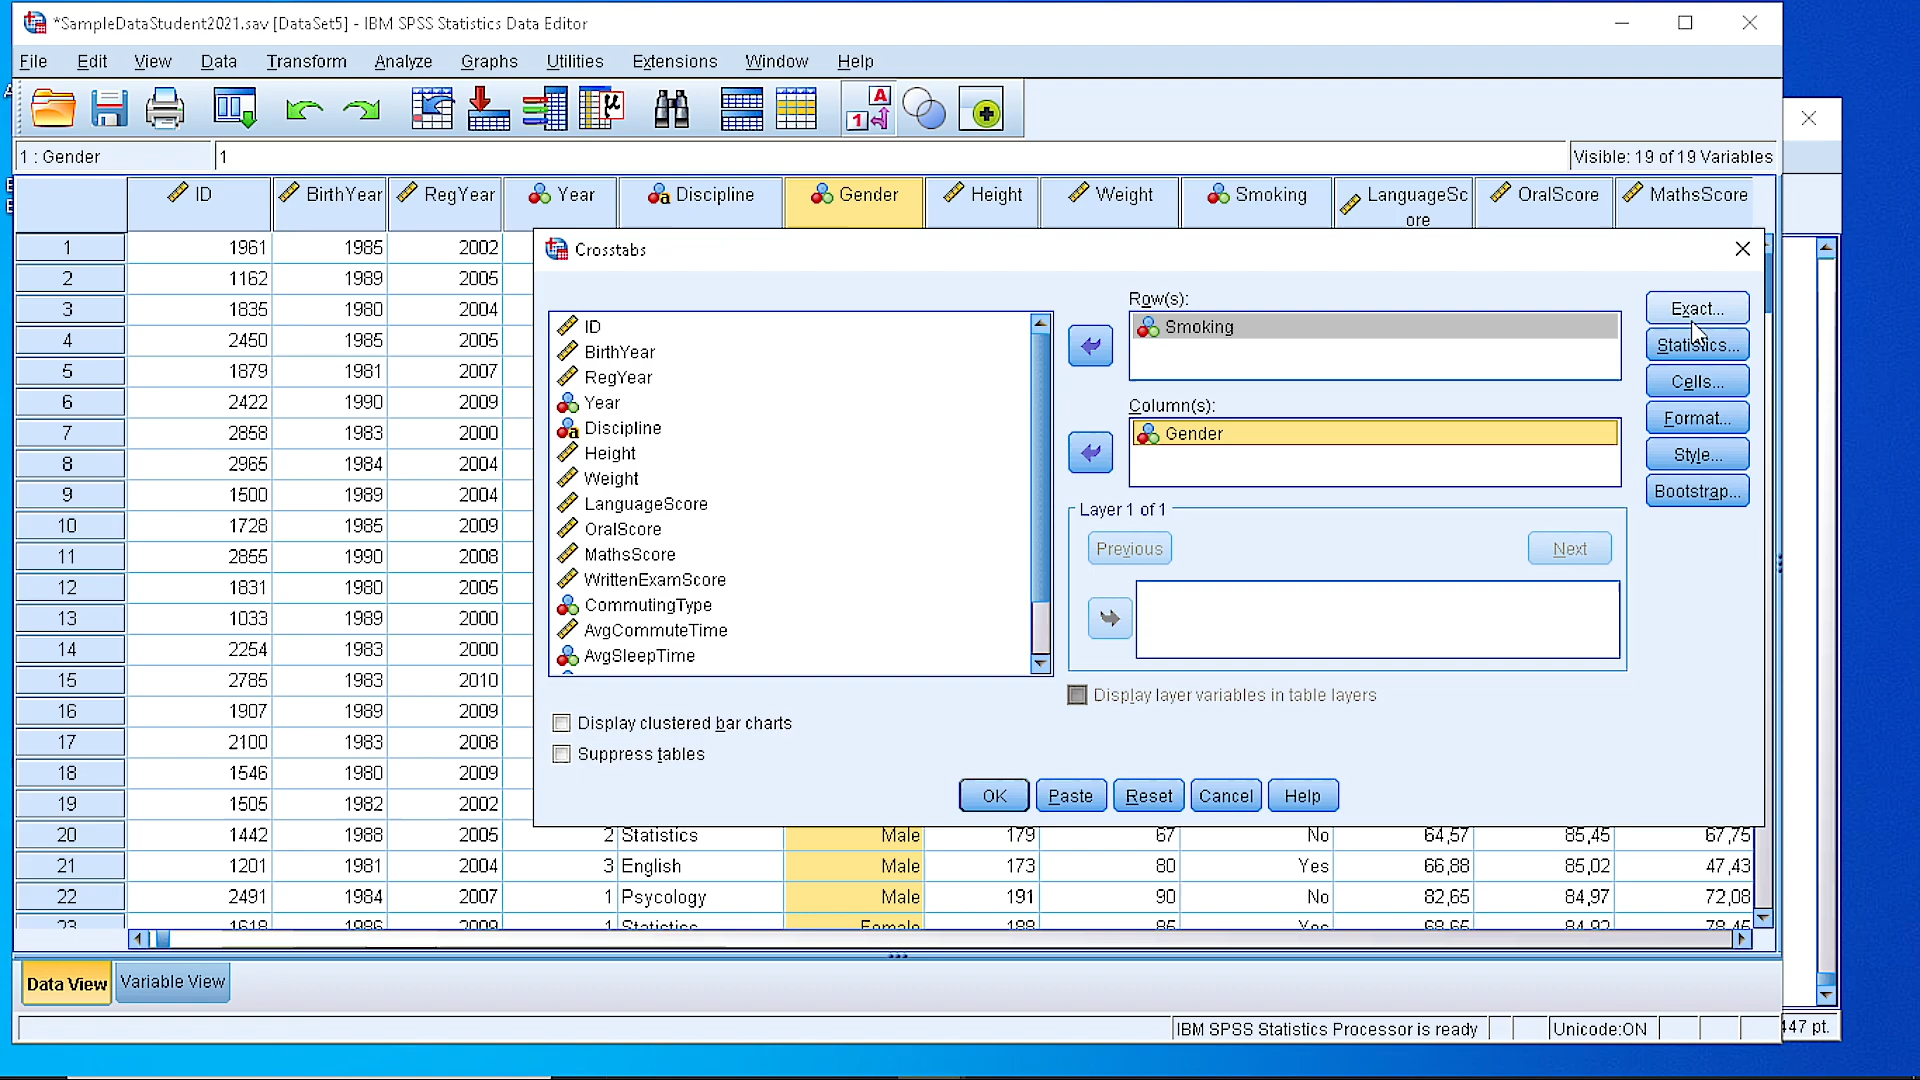 *SampleDataStudent2021.sav [DataSet5] - IBM SPSS Statistics Data Editor
File Edit View Data Transform Analyze Graphs Utilities Extensions Window Help
1 : Gender 1 Visible: 19 of 19 Variables
ID BirthYear RegYear Year Discipline Gender Height Weight Smoking LanguageSc
ore OralScore MathsScore
1 1961 1985 2002
2 1162 1989 2005
3 1835 1980 2004
4 2450 1985 2005
5 1879 1981 2007
6 2422 1990 2009
7 2858 1983 2000
8 2965 1984 2004
9 1500 1989 2004
10 1728 1985 2009
11 2855 1990 2008
12 1831 1980 2005
13 1033 1989 2000
14 2254 1983 2000
15 2785 1983 2010
16 1907 1989 2009
17 2100 1983 2008
18 1546 1980 2009
19 1505 1982 2002
20 1442 1988 2005 2 Statistics Male 179 67 No 64,57 85,45 67,75
21 1201 1981 2004 3 English Male 173 80 Yes 66,88 85,02 47,43
22 2491 1984 2007 1 Psycology Male 191 90 No 82,65 84,97 72,08
23 1618 1986 2009 1 Statistics Female 188 Yes
Crosstabs
ID
BirthYear
RegYear
Year
Discipline
Height
Weight
LanguageScore
OralScore
MathsScore
WrittenExamScore
CommutingType
AvgCommuteTime
AvgSleepTime
Row(s):
Smoking
Column(s):
Gender
Layer 1 of 1
Previous Next
Display layer variables in table layers
Exact...
Statistics...
Cells...
Format...
Style...
Bootstrap...
Display clustered bar charts
Suppress tables
OK Paste Reset Cancel Help
Data View Variable View
IBM SPSS Statistics Processor is ready Unicode:ON
447 pt.